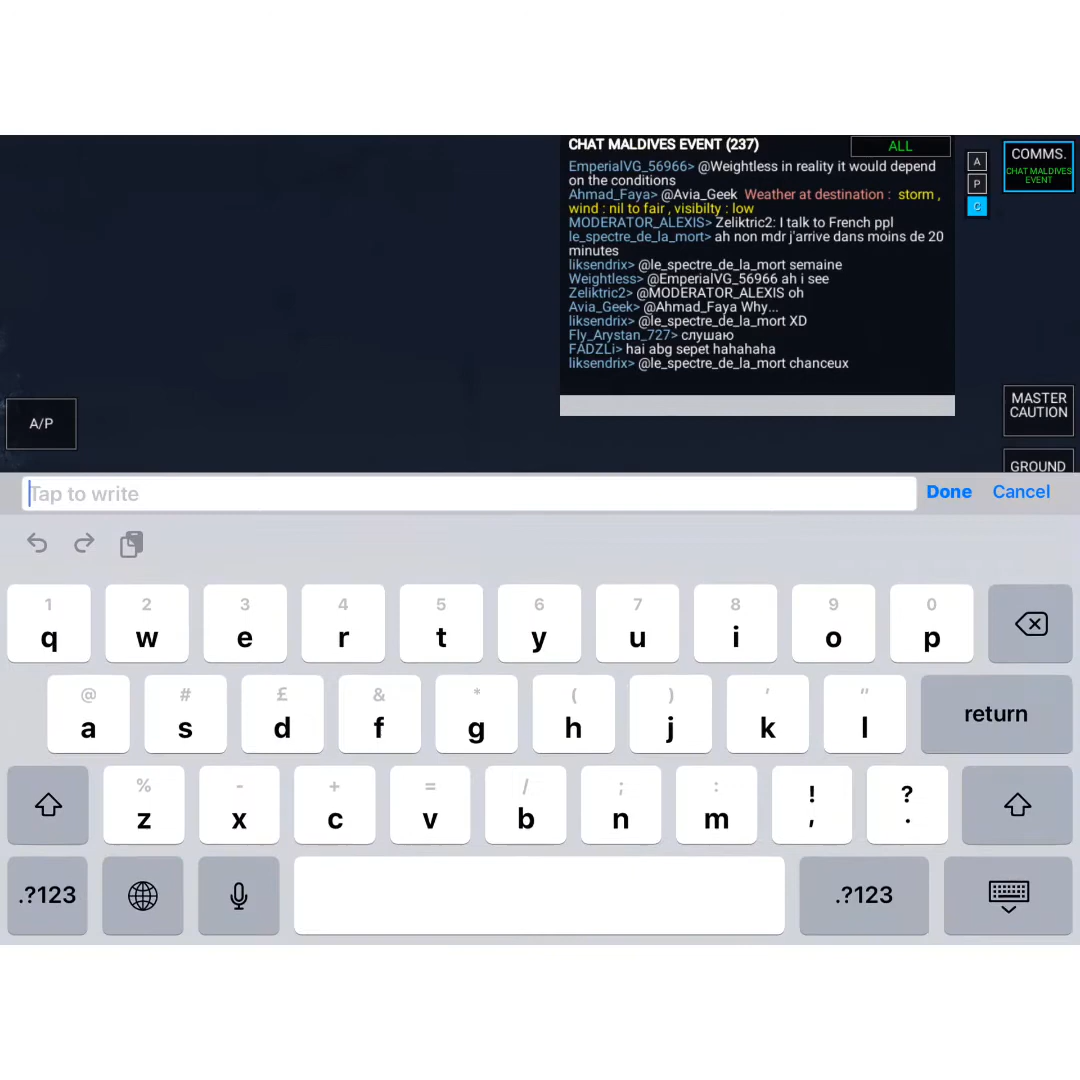 CHAT MALDIVES EVENT (237)
ALL
EmperialVG_56966> @Weightless in reality it would depend
on the conditions
Ahmad_Faya> @Avia_Geek Weather at destination : storm ,
wind : nil to fair , visibilty : low
MODERATOR_ALEXIS> Zeliktric2: I talk to French ppl
le_spectre_de_la_mort> ah non mdr j'arrive dans moins de 20
minutes
liksendrix> @le_spectre_de_la_mort semaine
Weightless> @EmperialVG_56966 ah i see
Zeliktric2> @MODERATOR_ALEXIS oh
Avia_Geek> @Ahmad_Faya Why...
liksendrix> @le_spectre_de_la_mort XD
Fly_Arystan_727> слушаю
FADZLi> hai abg sepet hahahaha
liksendrix> @le_spectre_de_la_mort chanceux
A
P
C
COMMS.
CHAT MALDIVES
EVENT
A/P
MASTER
CAUTION
GROUND
Tap to write
Done
Cancel
1 2 3 4 5 6 7 8 9 0
q w e r t y u i o p
@ # £ & * ( ) ' "
a s d f g h j k l
return
% - + = / ; : ! ?
z x c v b n m , .
.?123
.?123